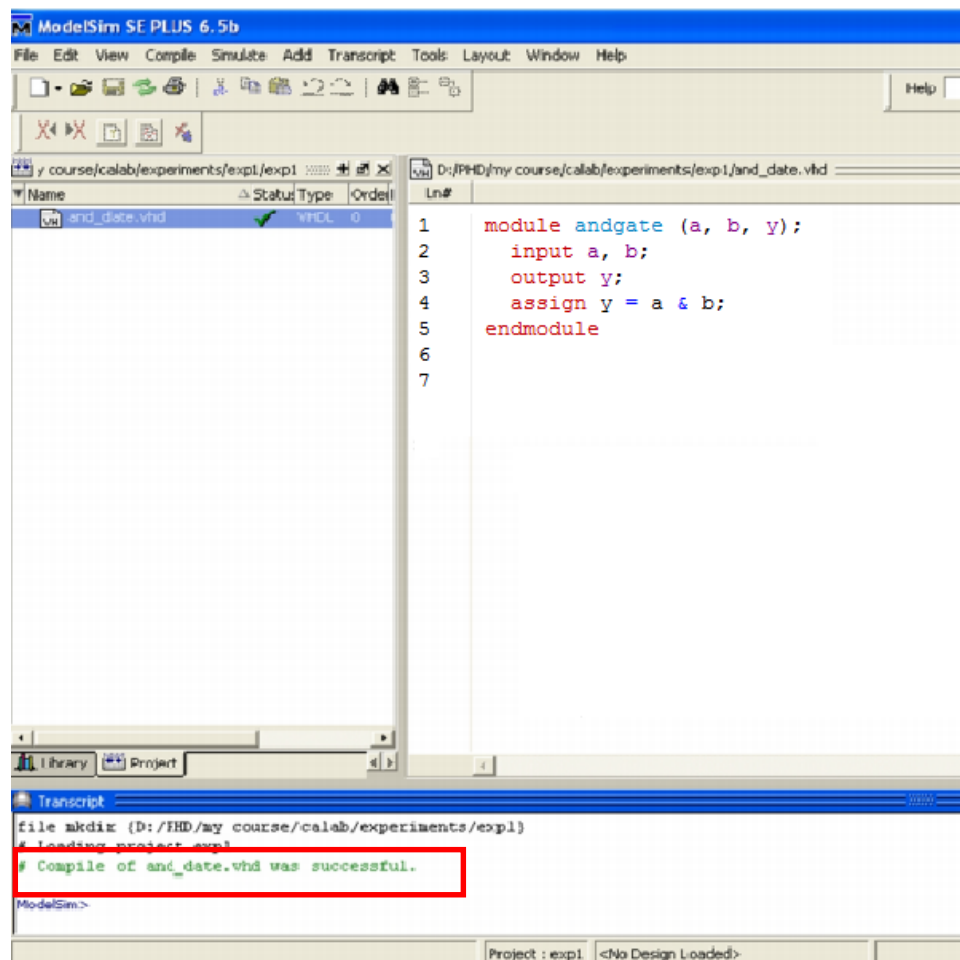 ModelSim SE PLUS 6.5b
File Edit View Compile Simulate Add Transcript Tools Layout Window Help
Help
y course/calab/experiments/exp1/exp1
Name Status Type Order
and_date.vhd VHDL 0
D:/PHD/my course/calab/experiments/exp1/and_date.vhd
Ln#
1 module andgate (a, b, y);
2 input a, b;
3 output y;
4 assign y = a & b;
5 endmodule
6
7
Library Project
Transcript
file mkdir {D:/PHD/my course/calab/experiments/exp1}
# Loading project exp1
# Compile of and_date.vhd was successful.
ModelSim>
Project : exp1 <No Design Loaded>